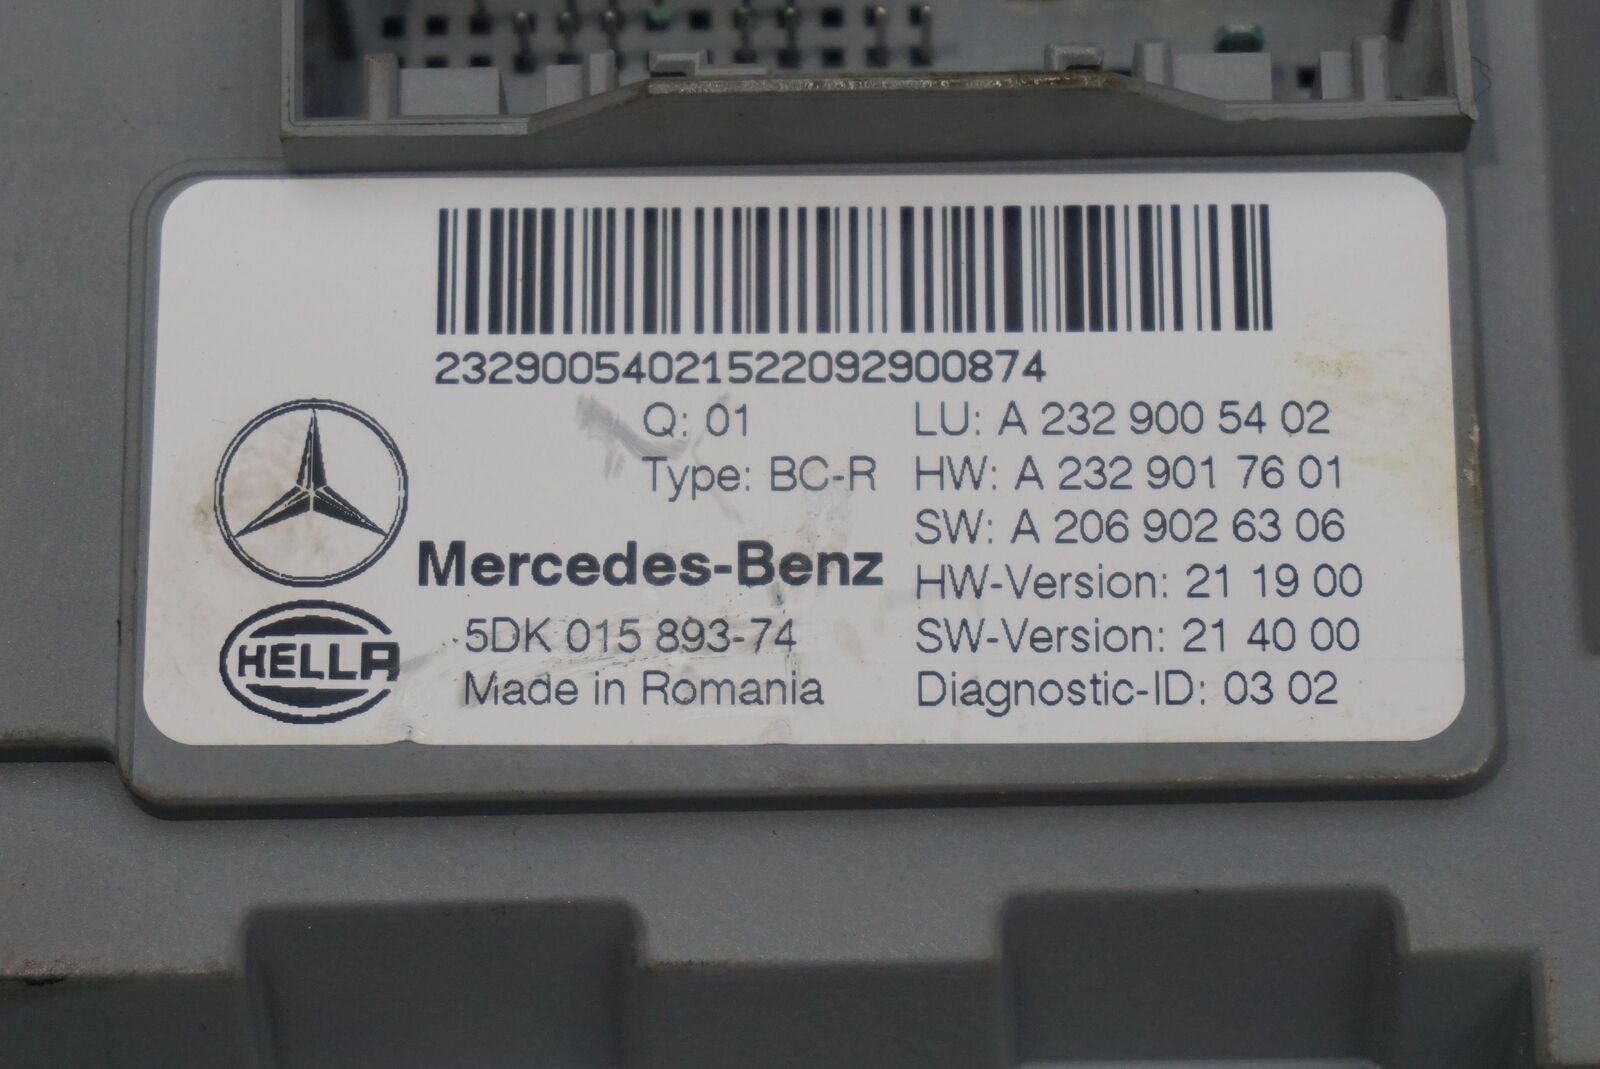 23290054021522092900874
Q: 01
Type: BC-R
Mercedes-Benz
HELLA
5DK 015 893-74
Made in Romania
LU: A 232 900 54 02
HW: A 232 901 76 01
SW: A 206 902 63 06
HW-Version: 21 19 00
SW-Version: 21 40 00
Diagnostic-ID: 03 02